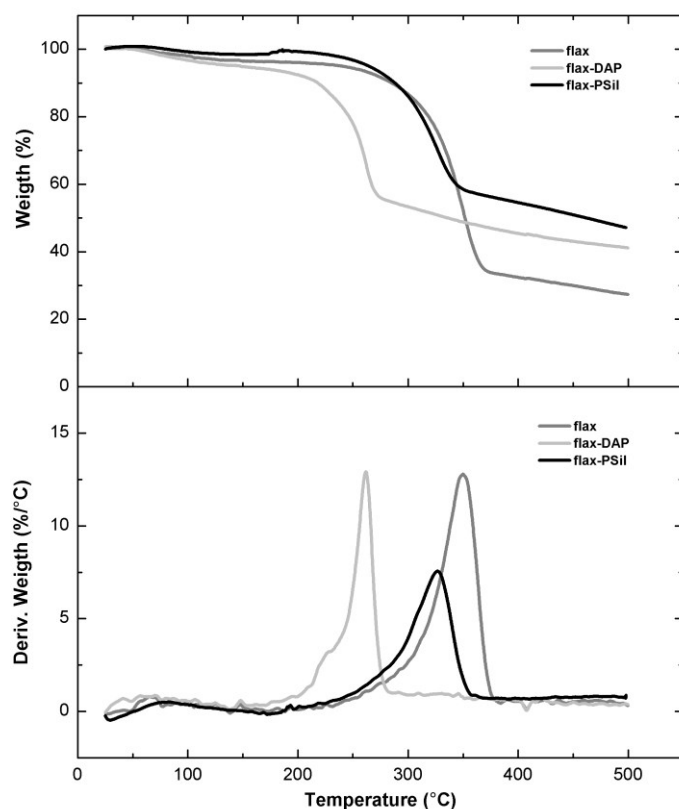 100
80
60
40
20
0
Weigth (%)
flax
flax-DAP
flax-PSil
15
10
5
0
Deriv. Weigth (%/°C)
flax
flax-DAP
flax-PSil
0 100 200 300 400 500
Temperature (°C)